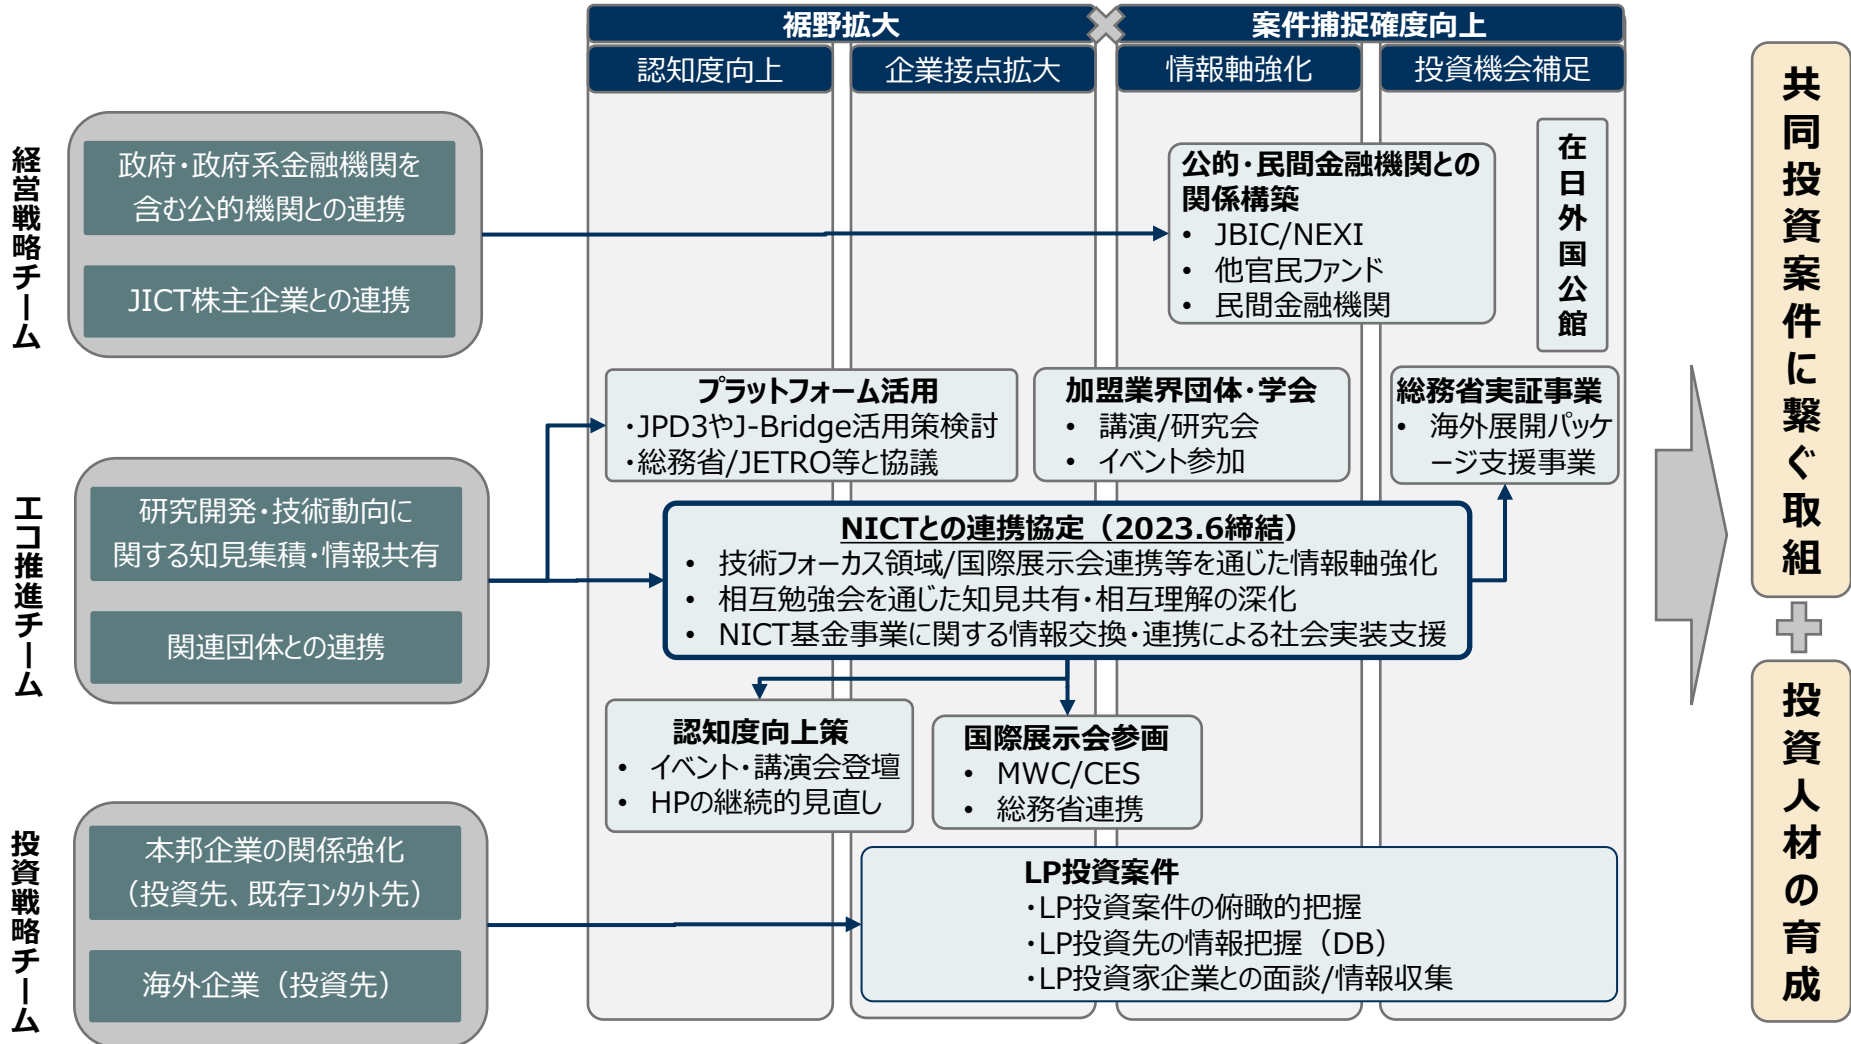 裾野拡大
案件捕捉確度向上
認知度向上
企業接点拡大
情報軸強化
投資機会補足
経営戦略チーム
政府・政府系金融機関を
含む公的機関との連携
JICT株主企業との連携
公的・民間金融機関との
関係構築
• JBIC/NEXI
• 他官民ファンド
• 民間金融機関
在日外国公館
エコ推進チーム
研究開発・技術動向に
関する知見集積・情報共有
関連団体との連携
プラットフォーム活用
・JPD3やJ-Bridge活用策検討
・総務省/JETRO等と協議
加盟業界団体・学会
• 講演/研究会
• イベント参加
総務省実証事業
• 海外展開パッケ
ージ支援事業
NICTとの連携協定（2023.6締結）
• 技術フォーカス領域/国際展示会連携等を通じた情報軸強化
• 相互勉強会を通じた知見共有・相互理解の深化
• NICT基金事業に関する情報交換・連携による社会実装支援
認知度向上策
• イベント・講演会登壇
• HPの継続的見直し
国際展示会参画
• MWC/CES
• 総務省連携
投資戦略チーム
本邦企業の関係強化
（投資先、既存コンタクト先）
海外企業（投資先）
LP投資案件
・LP投資案件の俯瞰的把握
・LP投資先の情報把握（DB）
・LP投資家企業との面談/情報収集
共同投資案件に繋ぐ取組
投資人材の育成